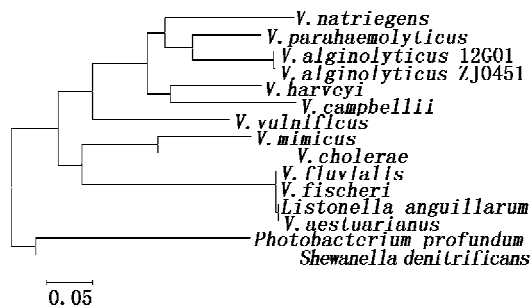 V.natriegens
V.parahaemolyticus
V.alginolyticus 12G01
V.alginolyticus ZJ0451
V.harveyi
V.campbellii
V.vulnificus
V.mimicus
V.cholerae
V.fluvialis
V.fischeri
Listonella anguillarum
V.aestuarianus
Photobacterium profundum
Shewanella denitrificans
0.05